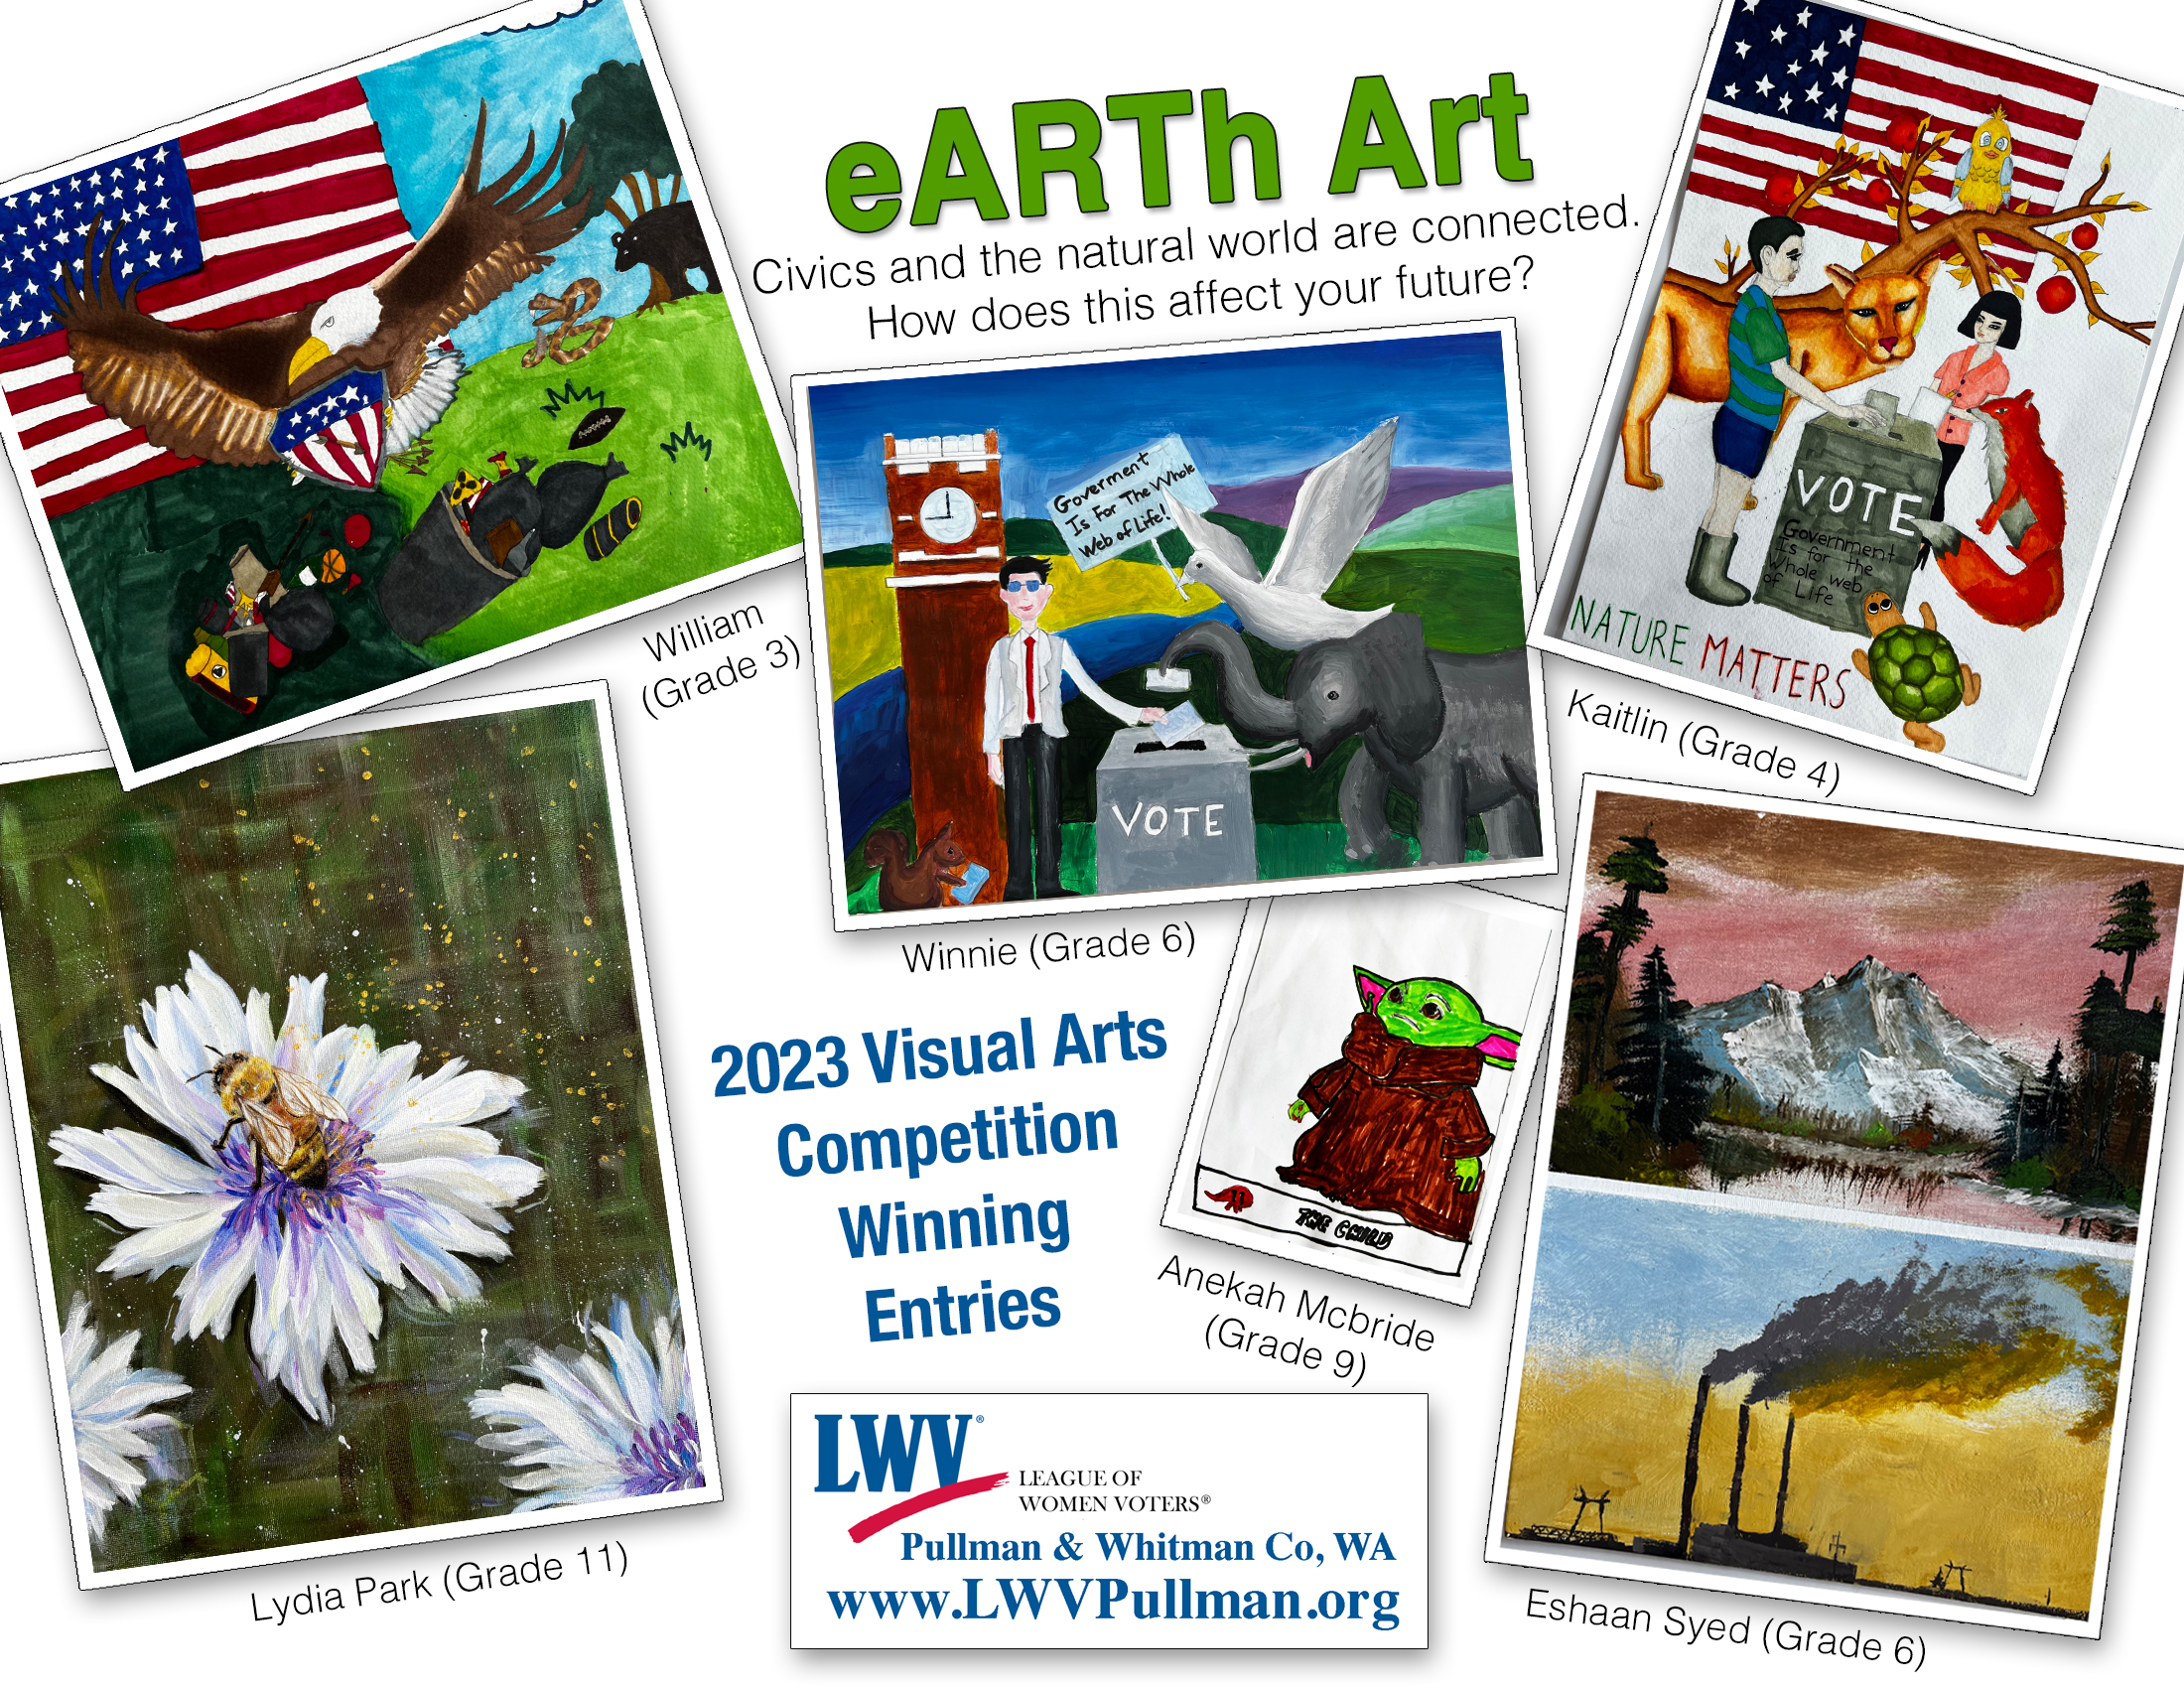 eARTh Art
Civics and the natural world are connected.
How does this affect your future?
Goverment
Is For The Whole
Web of Life!
VOTE
VOTE
Government
Is for the
Whole web
of Life
NATURE MATTERS
William
(Grade 3)
Kaitlin (Grade 4)
Winnie (Grade 6)
2023 Visual Arts
Competition
Winning
Entries
THE CHILD
Anekah Mcbride
(Grade 9)
LWV®
LEAGUE OF
WOMEN VOTERS®
Pullman & Whitman Co, WA
www.LWVPullman.org
Lydia Park (Grade 11)
Eshaan Syed (Grade 6)